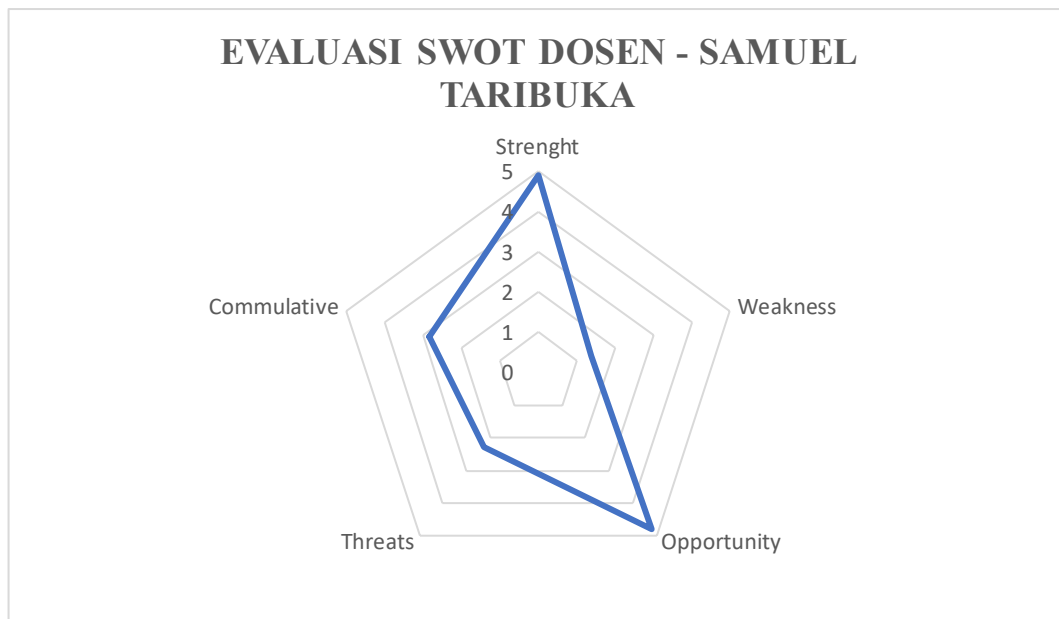 EVALUASI SWOT DOSEN - SAMUEL
TARIBUKA
Strenght
5
4
3
2
1
0
Commulative
Weakness
Threats
Opportunity